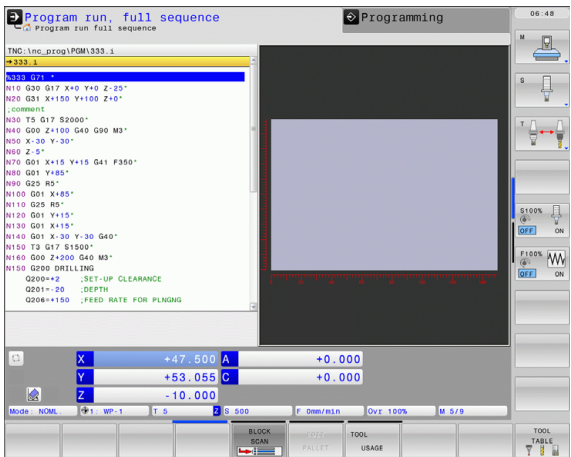 Program run, full sequence
Program run full sequence
Programming
06:48
TNC:\nc_prog\PGM\333.i
→333.i
%333 G71 *
N10 G30 G17 X+0 Y+0 Z-25*
N20 G31 X+150 Y+100 Z+0*
;comment
N30 T5 G17 S2000*
N40 G00 Z+100 G40 G90 M3*
N50 X-30 Y-30*
N60 Z-5*
N70 G01 X+15 Y+15 G41 F350*
N80 G01 Y+85*
N90 G25 R5*
N100 G01 X+85*
N110 G25 R5*
N120 G01 Y+15*
N130 G01 X+15*
N140 G01 X-30 Y-30 G40*
N150 T3 G17 S1500*
N160 G00 Z+200 G40 M3*
N150 G200 DRILLING
Q200=+2 ;SET-UP CLEARANCE
Q201=-20 ;DEPTH
Q206=+150 ;FEED RATE FOR PLNGNG
M
S
T
S100%
OFF ON
F100%
OFF ON
X +47.500 A +0.000
Y +53.055 C +0.000
Z -10.000
Mode: NOML. 1: WP-1 T 5 Z S 500 F 0mm/min Ovr 100% M 5/9
BLOCK
SCAN
PALLET
TOOL
USAGE
TOOL
TABLE